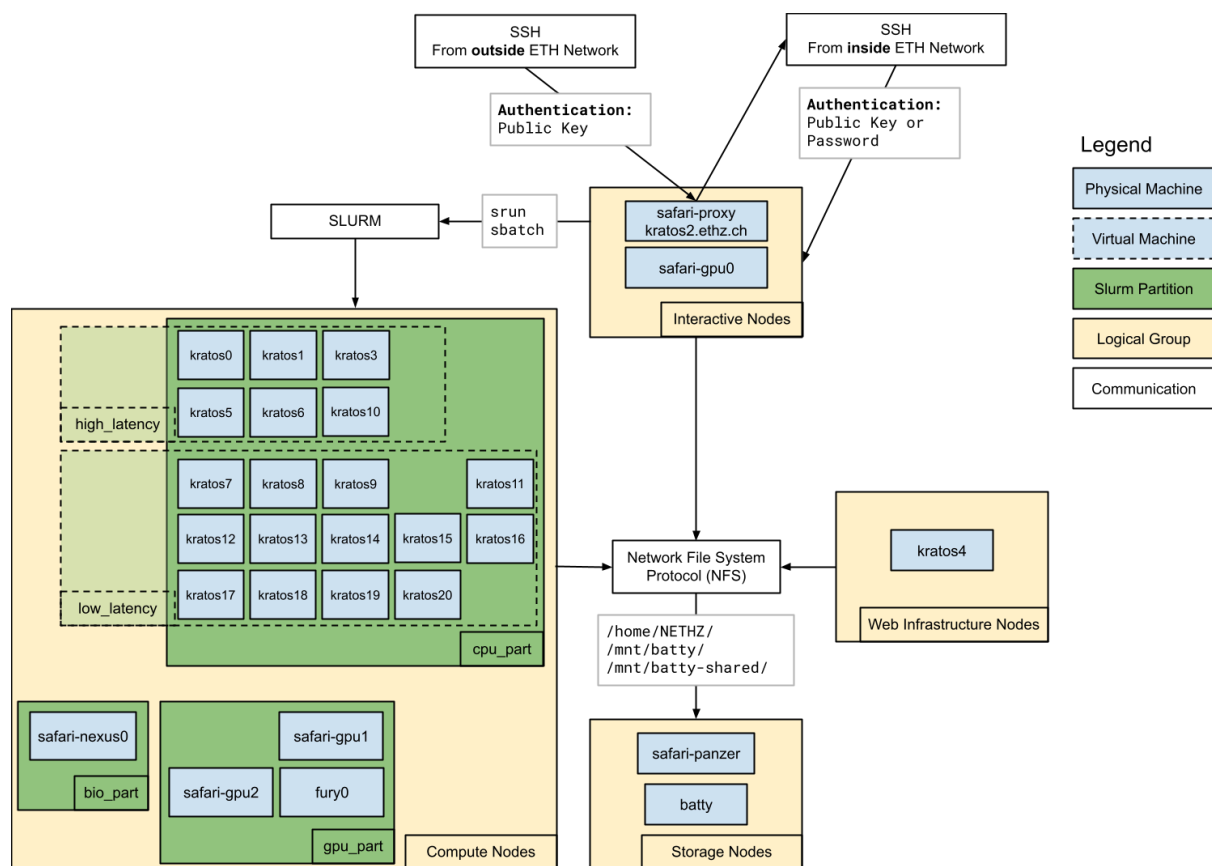 SSH
From outside ETH Network
SSH
From inside ETH Network
Authentication:
Public Key
Authentication:
Public Key or
Password
Legend
Physical Machine
Virtual Machine
Slurm Partition
Logical Group
Communication
SLURM
srun
sbatch
safari-proxy
kratos2.ethz.ch
safari-gpu0
Interactive Nodes
kratos0
kratos1
kratos3
kratos5
kratos6
kratos10
high_latency
kratos7
kratos8
kratos9
kratos11
kratos12
kratos13
kratos14
kratos15
kratos16
kratos17
kratos18
kratos19
kratos20
low_latency
cpu_part
safari-nexus0
bio_part
safari-gpu1
safari-gpu2
fury0
gpu_part
Compute Nodes
Network File System
Protocol (NFS)
kratos4
Web Infrastructure Nodes
/home/NETHZ/
/mnt/batty/
/mnt/batty-shared/
safari-panzer
batty
Storage Nodes